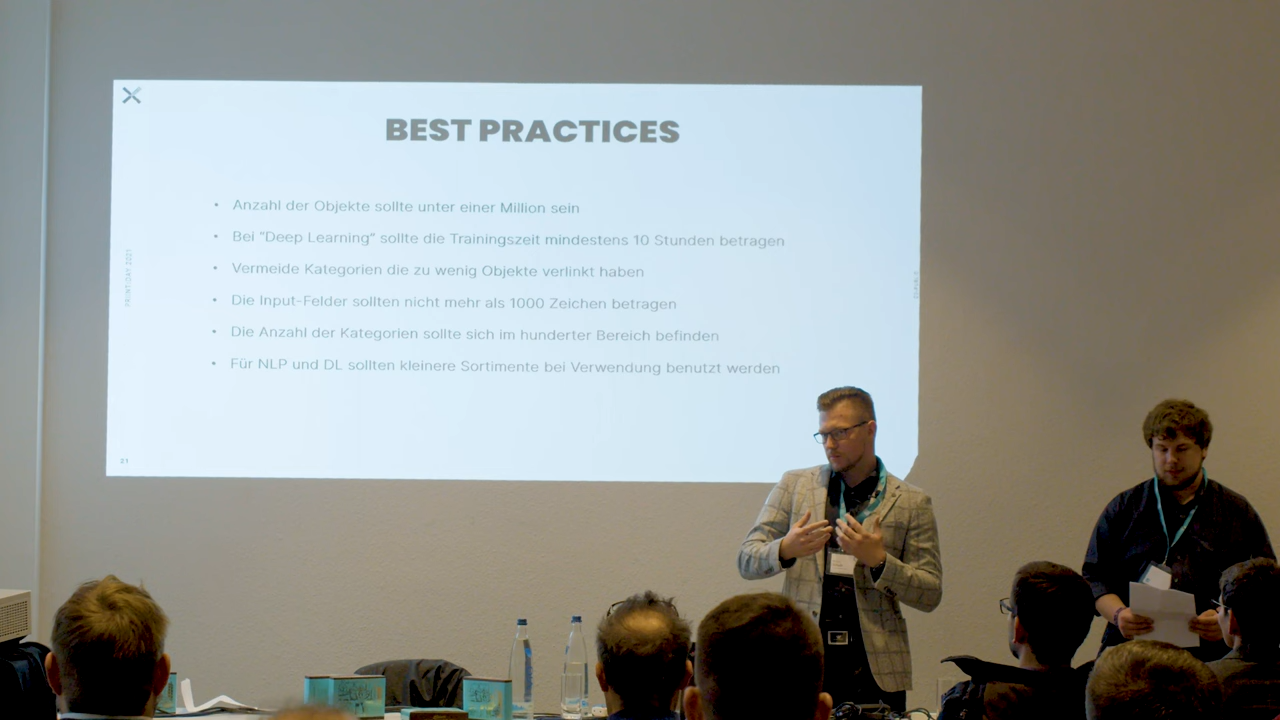 BEST PRACTICES
• Anzahl der Objekte sollte unter einer Million sein
• Bei "Deep Learning" sollte die Trainingszeit mindestens 10 Stunden betragen
• Vermeide Kategorien die zu wenig Objekte verlinkt haben
• Die Input-Felder sollten nicht mehr als 1000 Zeichen betragen
• Die Anzahl der Kategorien sollte sich im hunderter Bereich befinden
• Für NLP und DL sollten kleinere Sortimente bei Verwendung benutzt werden
21